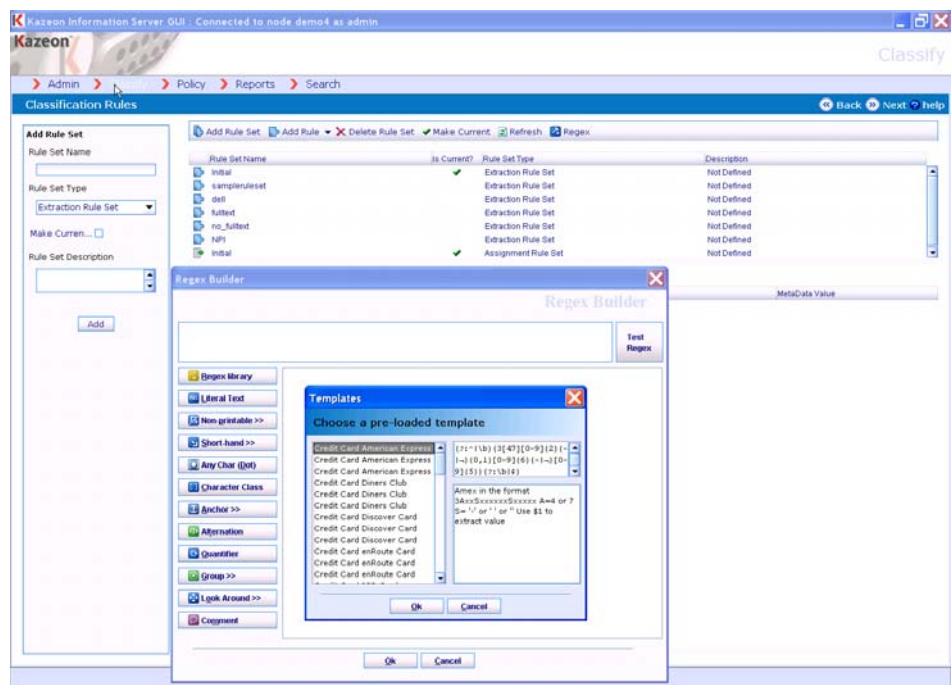 Kazeon Information Server GUI : Connected to node demo4 as admin
Kazeon
Classify
Admin
Policy
Reports
Search
Classification Rules
Back Next ? help
Add Rule Set
Rule Set Name
Rule Set Type
Extraction Rule Set
Make Curren...
Rule Set Description
Add
Add Rule Set Add Rule Delete Rule Set Make Current Refresh Regex
Rule Set Name Is Current? Rule Set Type Description
Initial Extraction Rule Set Not Defined
sampleruleset Extraction Rule Set Not Defined
dell Extraction Rule Set Not Defined
fulltext Extraction Rule Set Not Defined
no_fulltext Extraction Rule Set Not Defined
NPI Extraction Rule Set Not Defined
Initial Assignment Rule Set Not Defined
MetaData Value
Regex Builder
Regex Builder
Test
Regex
Regex library
Literal Text
Non-printable >>
Short-hand >>
Any Char (Dot)
Character Class
Anchor >>
Alternation
Quantifier
Group >>
Look Around >>
Comment
Templates
Choose a pre-loaded template
Credit Card American Express
Credit Card American Express
Credit Card American Express
Credit Card Diners Club
Credit Card Diners Club
Credit Card Diners Club
Credit Card Discover Card
Credit Card Discover Card
Credit Card Discover Card
Credit Card enRoute Card
Credit Card enRoute Card
Credit Card enRoute Card
(?:^|\b)(3[47][0-9]{2}(-
Amex in the format
3AxxSxxxxxxSxxxxx A=4 or 7
S= '-' or ' ' or '' Use $1 to
extract value
Ok Cancel
Ok Cancel